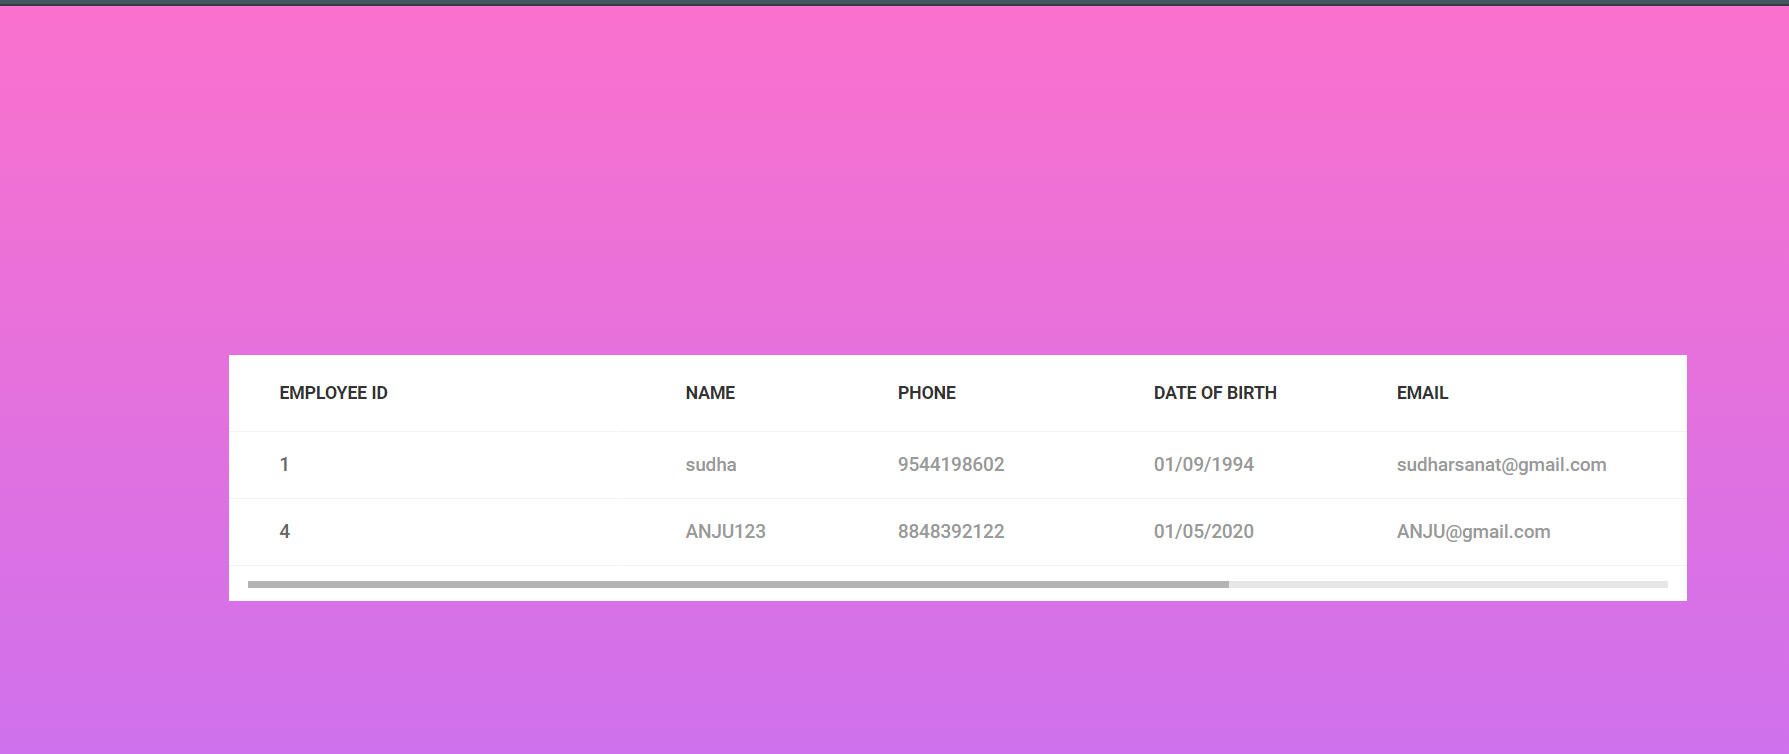 EMPLOYEE ID NAME PHONE DATE OF BIRTH EMAIL
1 sudha 9544198602 01/09/1994 sudharsanat@gmail.com
4 ANJU123 8848392122 01/05/2020 ANJU@gmail.com